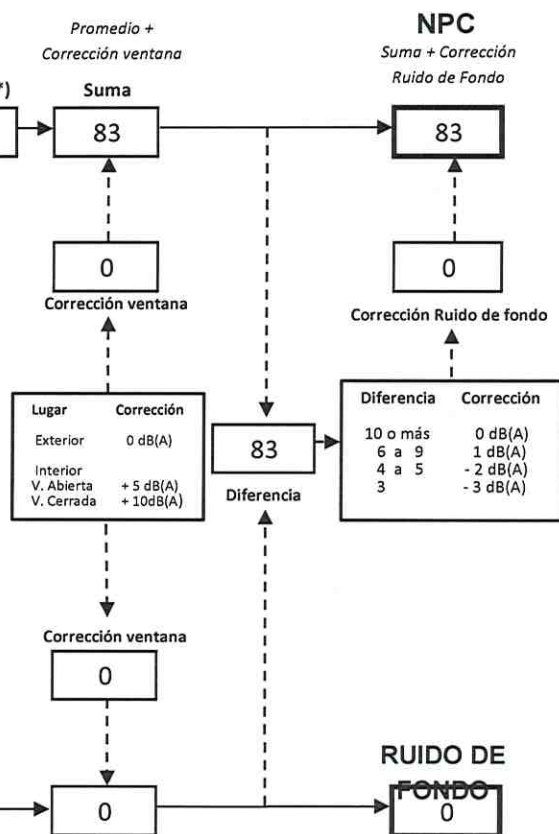 Promedio +
Corrección ventana
NPC
Suma + Corrección
Ruido de Fondo
*)
Suma
83
83
0
0
Corrección ventana
Corrección Ruido de fondo
Lugar Corrección
Exterior 0 dB(A)
Interior
V. Abierta + 5 dB(A)
V. Cerrada + 10dB(A)
83
Diferencia
Diferencia Corrección
10 o más 0 dB(A)
6 a 9 1 dB(A)
4 a 5 - 2 dB(A)
3 - 3 dB(A)
Corrección ventana
0
RUIDO DE
FONDO
0
0